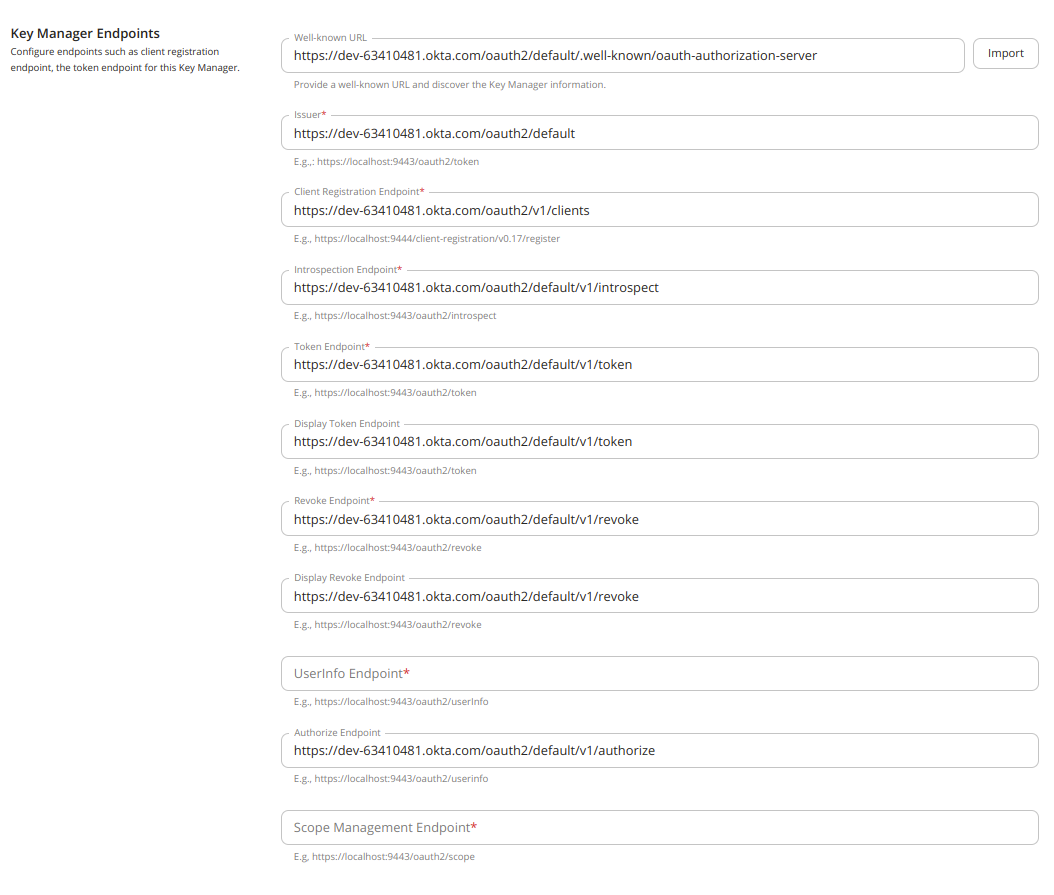 Key Manager Endpoints
Configure endpoints such as client registration
endpoint, the token endpoint for this Key Manager.
Well-known URL
https://dev-63410481.okta.com/oauth2/default/.well-known/oauth-authorization-server
Import
Provide a well-known URL and discover the Key Manager information.
Issuer*
https://dev-63410481.okta.com/oauth2/default
E.g.,: https://localhost:9443/oauth2/token
Client Registration Endpoint*
https://dev-63410481.okta.com/oauth2/v1/clients
E.g., https://localhost:9444/client-registration/v0.17/register
Introspection Endpoint*
https://dev-63410481.okta.com/oauth2/default/v1/introspect
E.g., https://localhost:9443/oauth2/introspect
Token Endpoint*
https://dev-63410481.okta.com/oauth2/default/v1/token
E.g., https://localhost:9443/oauth2/token
Display Token Endpoint
https://dev-63410481.okta.com/oauth2/default/v1/token
E.g., https://localhost:9443/oauth2/token
Revoke Endpoint*
https://dev-63410481.okta.com/oauth2/default/v1/revoke
E.g., https://localhost:9443/oauth2/revoke
Display Revoke Endpoint
https://dev-63410481.okta.com/oauth2/default/v1/revoke
E.g., https://localhost:9443/oauth2/revoke
UserInfo Endpoint*
E.g., https://localhost:9443/oauth2/userInfo
Authorize Endpoint
https://dev-63410481.okta.com/oauth2/default/v1/authorize
E.g., https://localhost:9443/oauth2/userinfo
Scope Management Endpoint*
E.g, https://localhost:9443/oauth2/scope